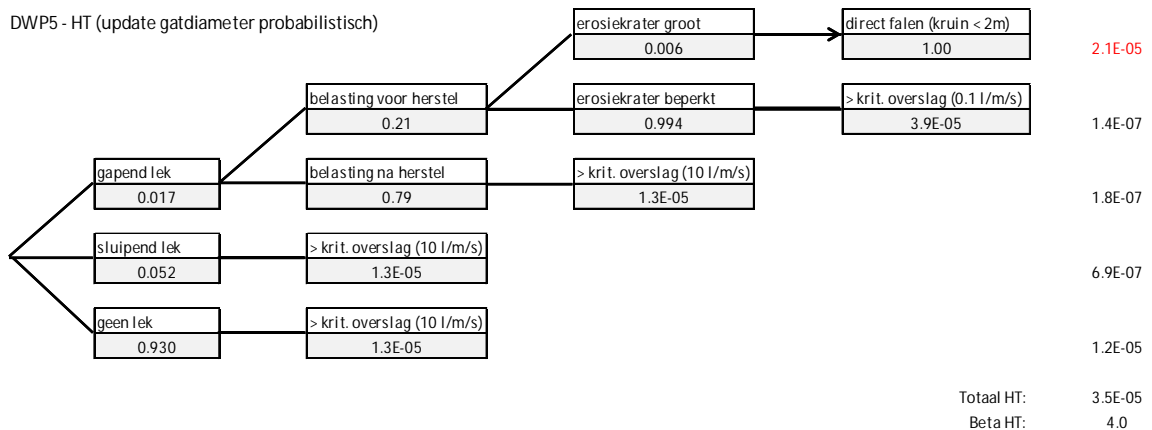 DWP5 - HT (update gatdiameter probabilistisch)
erosiekrater groot
0.006
direct falen (kruin < 2m)
1.00
2.1E-05
belasting voor herstel
0.21
erosiekrater beperkt
0.994
> krit. overslag (0.1 l/m/s)
3.9E-05
1.4E-07
gapend lek
0.017
belasting na herstel
0.79
> krit. overslag (10 l/m/s)
1.3E-05
1.8E-07
sluipend lek
0.052
> krit. overslag (10 l/m/s)
1.3E-05
6.9E-07
geen lek
0.930
> krit. overslag (10 l/m/s)
1.3E-05
1.2E-05
Totaal HT: 3.5E-05
Beta HT: 4.0